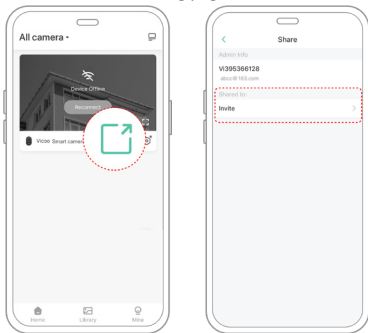 All camera
Device Offline
Reconnect
Vicoo Smart camera
Home
Library
Mine
Share
Admin Info
Vi395366128
abct@163.com
Shared to:
Invite